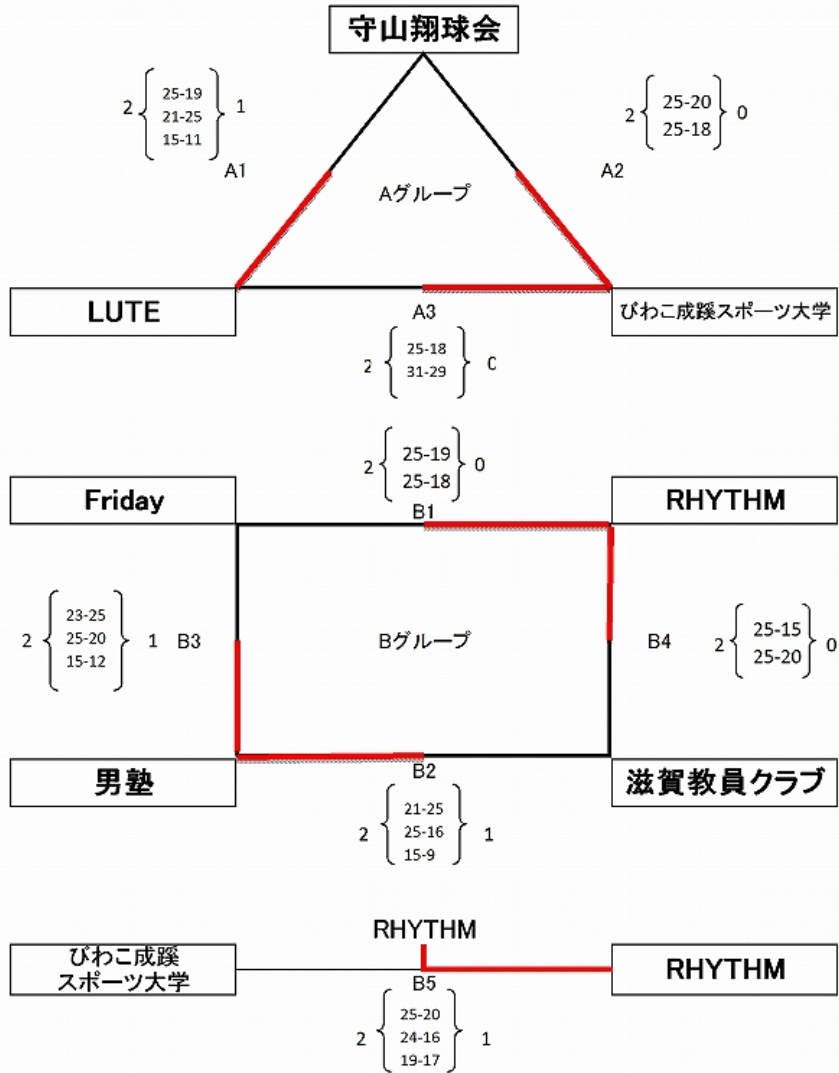 守山翔球会
2 25-19 1
21-25
15-11
A1
2 25-20 0
25-18
A2
Aグループ
LUTE
びわこ成蹊スポーツ大学
A3
2 25-18 0
31-29
2 25-19 0
25-18
Friday
RHYTHM
B1
2 23-25 1
25-20
15-12
B3
Bグループ
B4
2 25-15 0
25-20
男塾
滋賀教員クラブ
B2
2 21-25 1
25-16
15-9
RHYTHM
びわこ成蹊
スポーツ大学
RHYTHM
B5
2 25-20 1
24-16
19-17